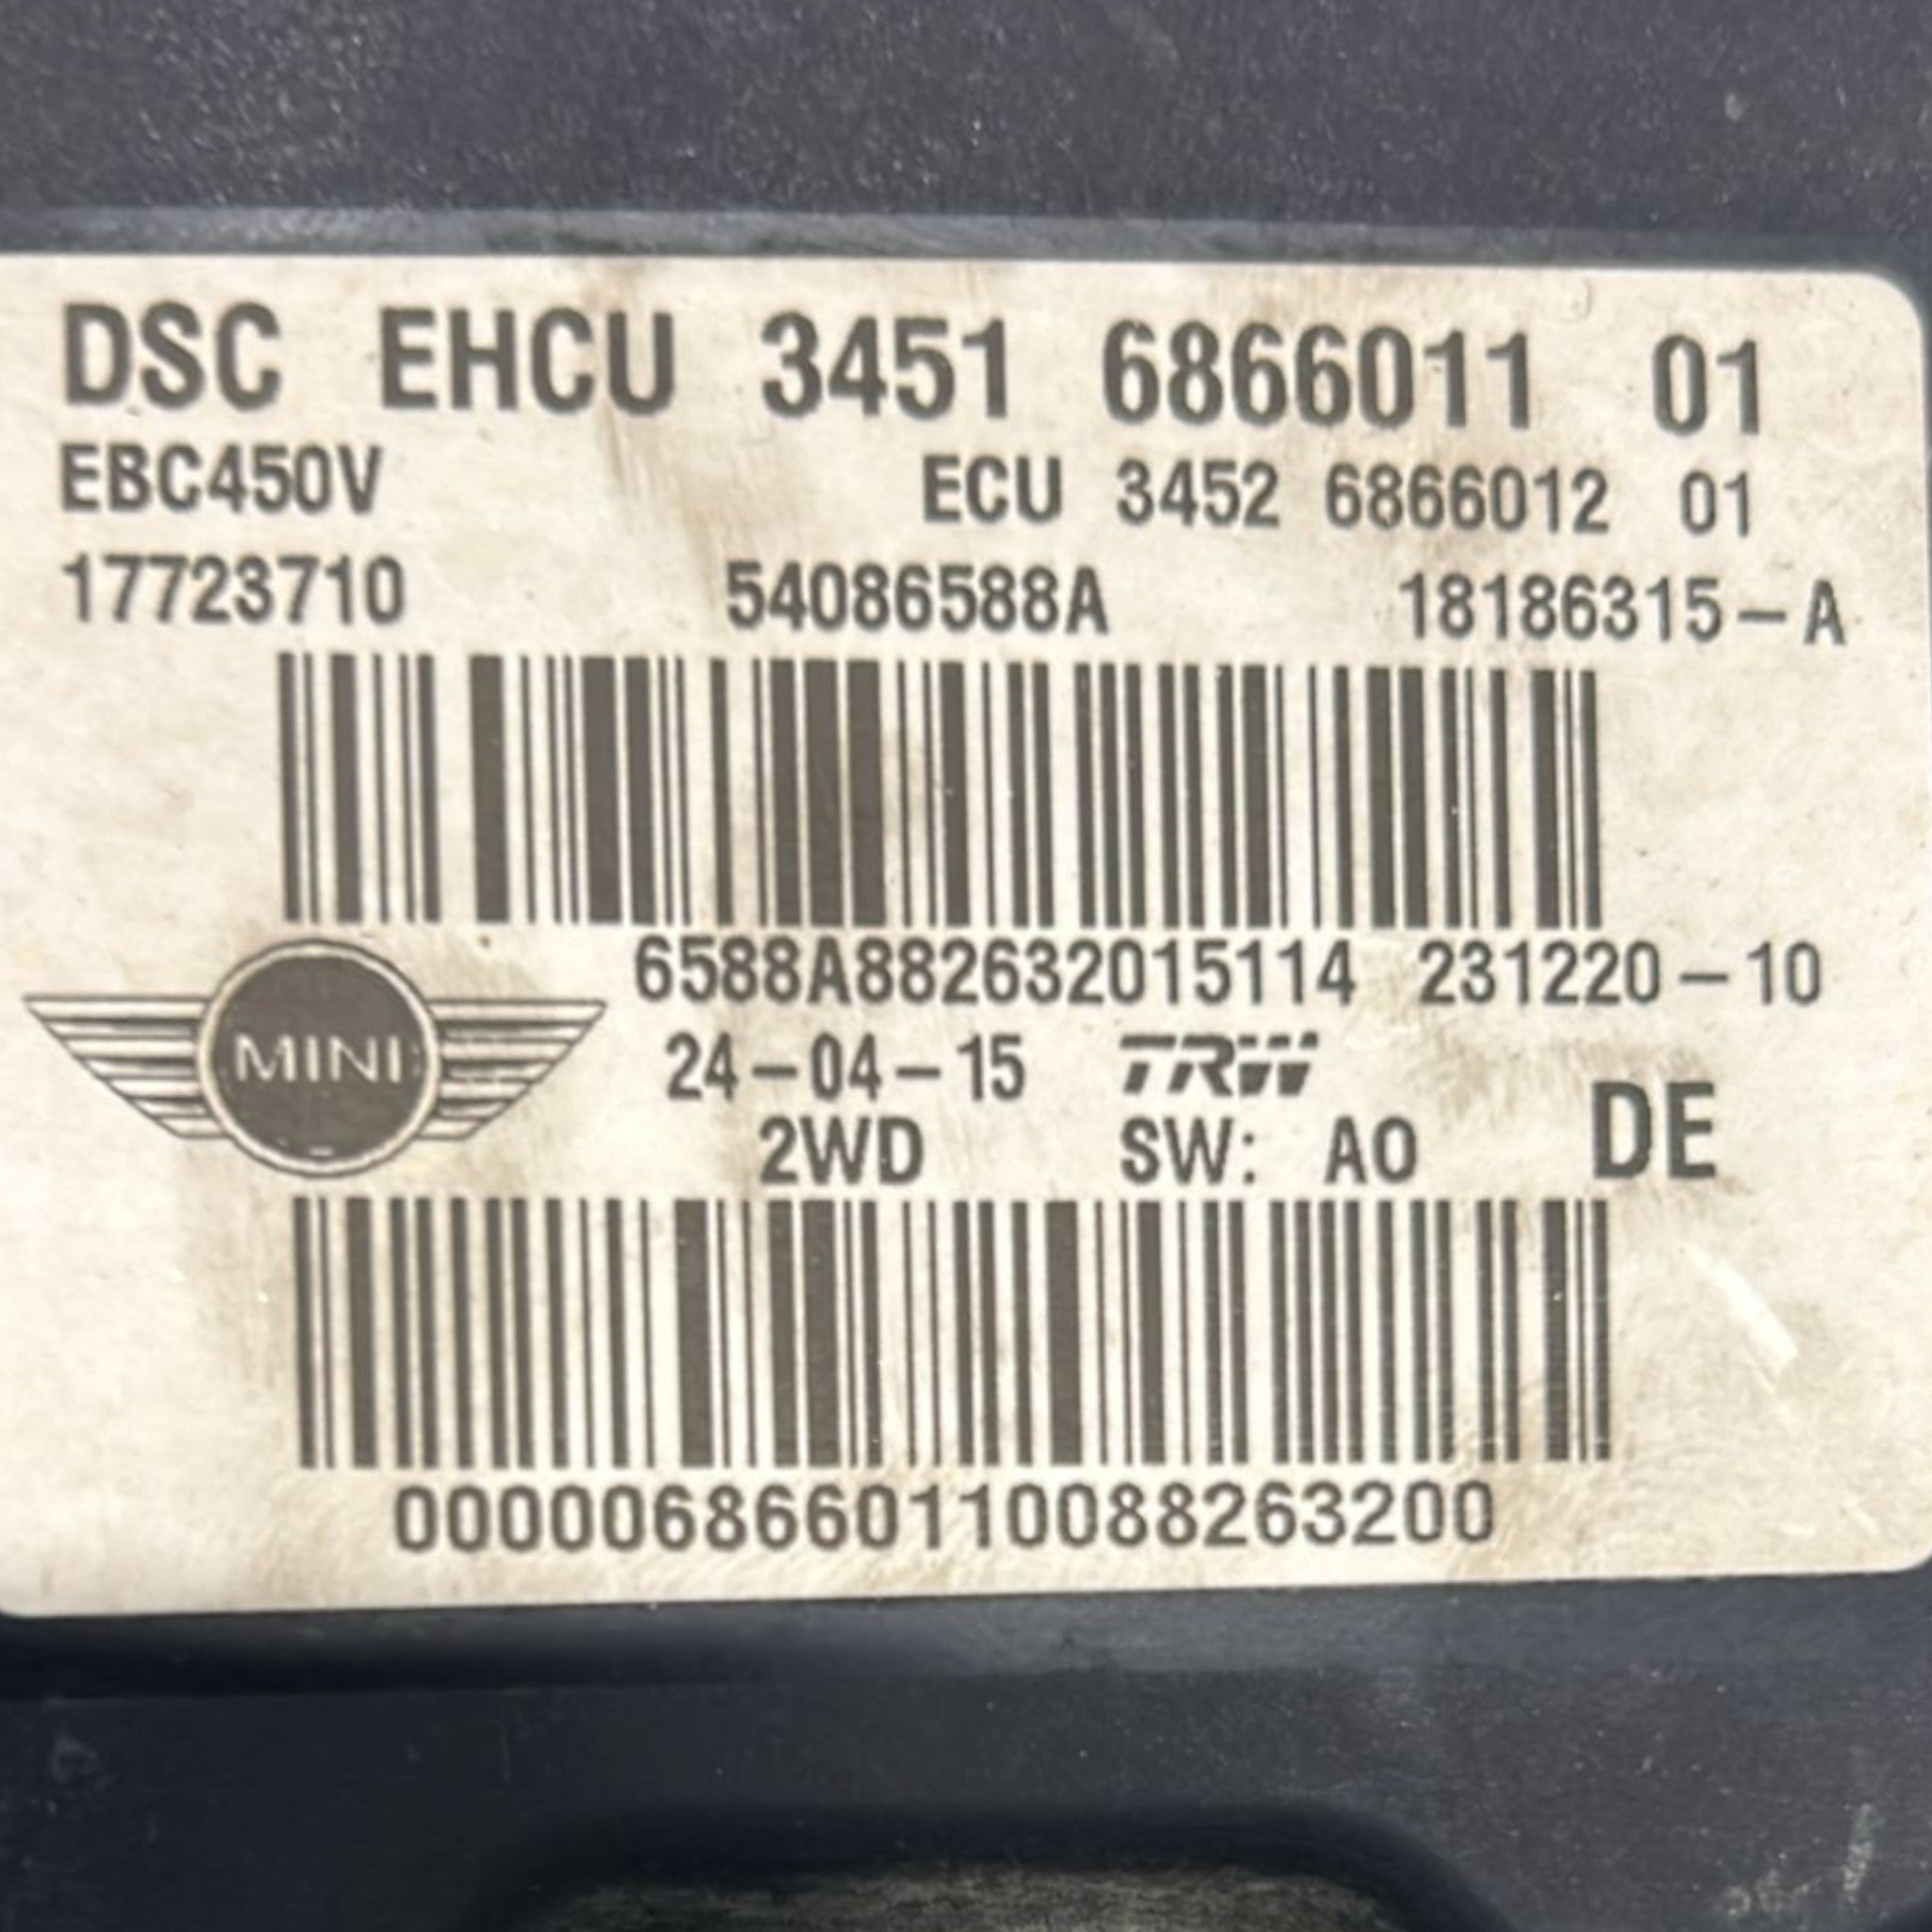 DSC EHCU 3451 6866011 01
EBC450V ECU 3452 6866012 01
17723710 54086588A 18186315-A
6588A882632015114 231220-10
MINI 24-04-15 TRW
2WD SW: A0 DE
0000068660110088263200